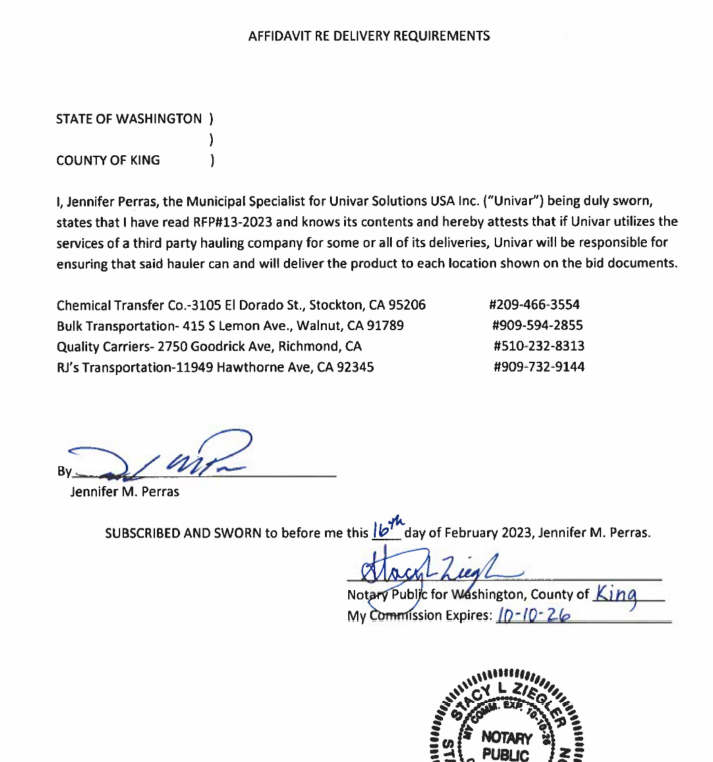 AFFIDAVIT RE DELIVERY REQUIREMENTS
STATE OF WASHINGTON )
)
COUNTY OF KING )
I, Jennifer Perras, the Municipal Specialist for Univar Solutions USA Inc. ("Univar") being duly sworn,
states that I have read RFP#13-2023 and knows its contents and hereby attests that if Univar utilizes the
services of a third party hauling company for some or all of its deliveries, Univar will be responsible for
ensuring that said hauler can and will deliver the product to each location shown on the bid documents.
Chemical Transfer Co.-3105 El Dorado St., Stockton, CA 95206 #209-466-3554
Bulk Transportation- 415 S Lemon Ave., Walnut, CA 91789 #909-594-2855
Quality Carriers- 2750 Goodrick Ave, Richmond, CA #510-232-8313
RJ's Transportation-11949 Hawthorne Ave, CA 92345 #909-732-9144
By
Jennifer M. Perras
SUBSCRIBED AND SWORN to before me this 16th day of February 2023, Jennifer M. Perras.
Stacy L Ziegler
Notary Public for Washington, County of King
My Commission Expires: 10-10-26
STACY L ZIEGLER
MY COMM. EXP. 10-10-26
NOTARY
PUBLIC